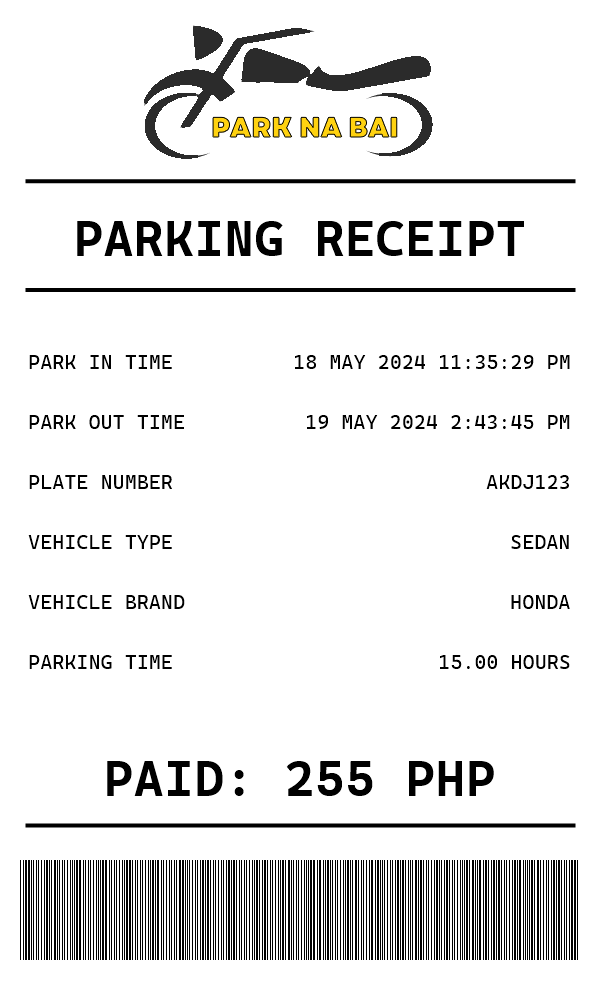 PARK NA BAI
PARKING RECEIPT
PARK IN TIME 18 MAY 2024 11:35:29 PM
PARK OUT TIME 19 MAY 2024 2:43:45 PM
PLATE NUMBER AKDJ123
VEHICLE TYPE SEDAN
VEHICLE BRAND HONDA
PARKING TIME 15.00 HOURS
PAID: 255 PHP